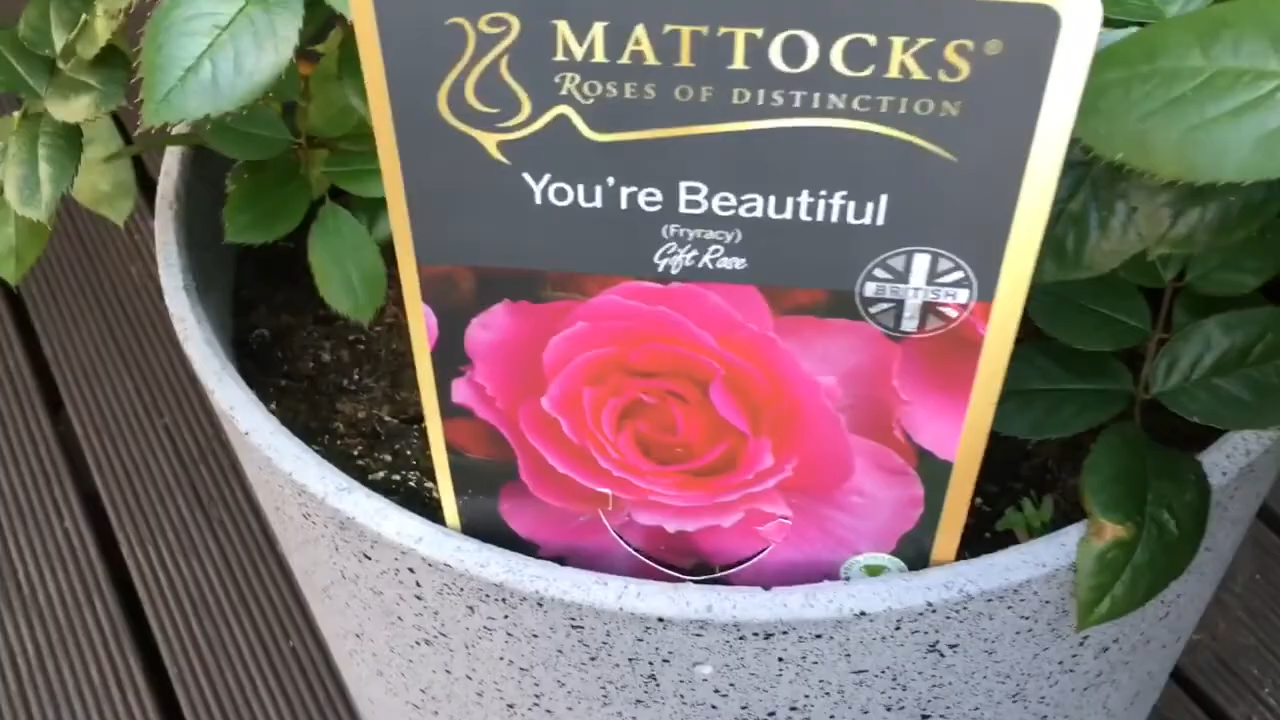 MATTOCKS®
ROSES OF DISTINCTION
You're Beautiful
(Fryracy)
Gift Rose
BRITISH